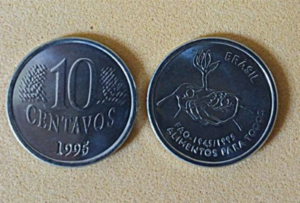 10
CENTAVOS
1995
BRASIL
FAO-1945/1995
ALIMENTOS PARA TODOS